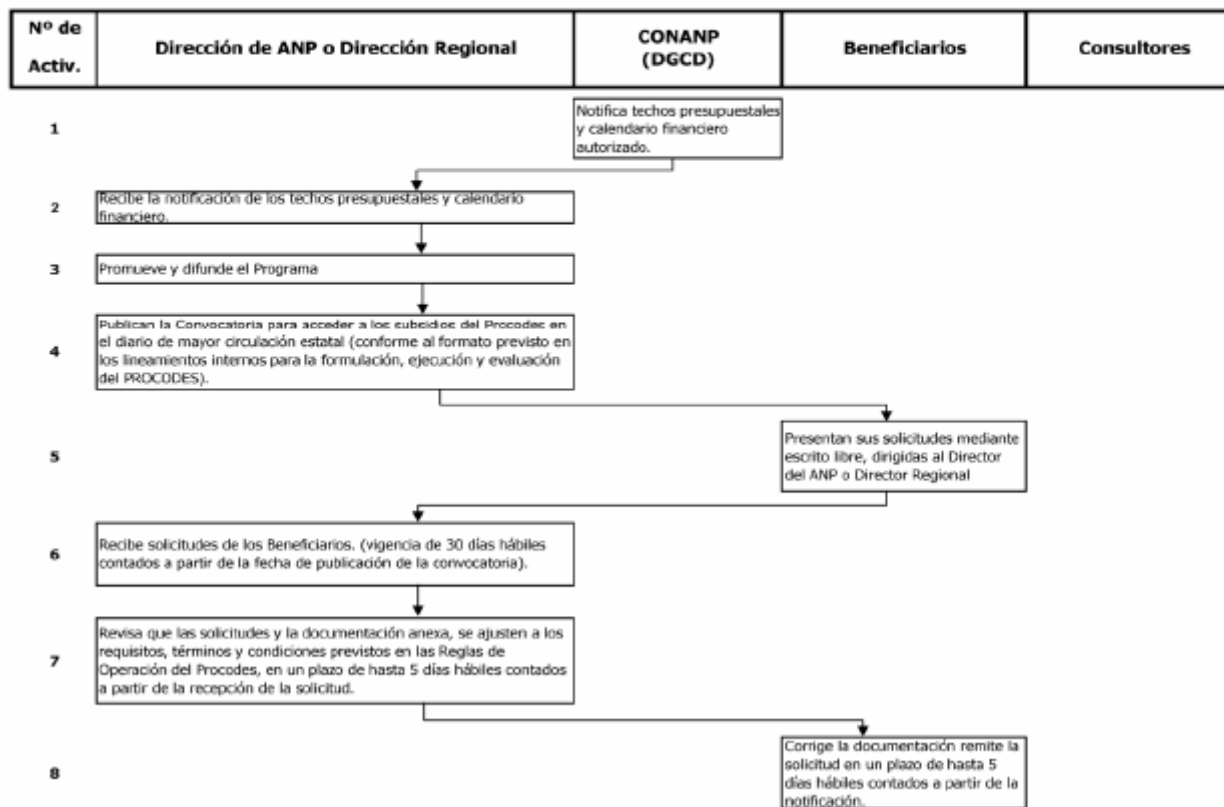 Nº de
Activ.
Dirección de ANP o Dirección Regional
CONANP
(DGCD)
Beneficiarios
Consultores
1
Notifica techos presupuestales
y calendario financiero
autorizado.
2
Recibe la notificación de los techos presupuestales y calendario
financiero.
3
Promueve y difunde el Programa
4
Publican la Convocatoria para acceder a los subsidios del Procodes en
el diario de mayor circulación estatal (conforme al formato previsto en
los lineamientos internos para la formulación, ejecución y evaluación
del PROCODES).
5
Presentan sus solicitudes mediante
escrito libre, dirigidas al Director
del ANP o Director Regional
6
Recibe solicitudes de los Beneficiarios. (vigencia de 30 días hábiles
contados a partir de la fecha de publicación de la convocatoria).
7
Revisa que las solicitudes y la documentación anexa, se ajusten a los
requisitos, términos y condiciones previstos en las Reglas de
Operación del Procodes, en un plazo de hasta 5 días hábiles contados
a partir de la recepción de la solicitud.
8
Corrige la documentación remite la
solicitud en un plazo de hasta 5
días hábiles contados a partir de la
notificación.